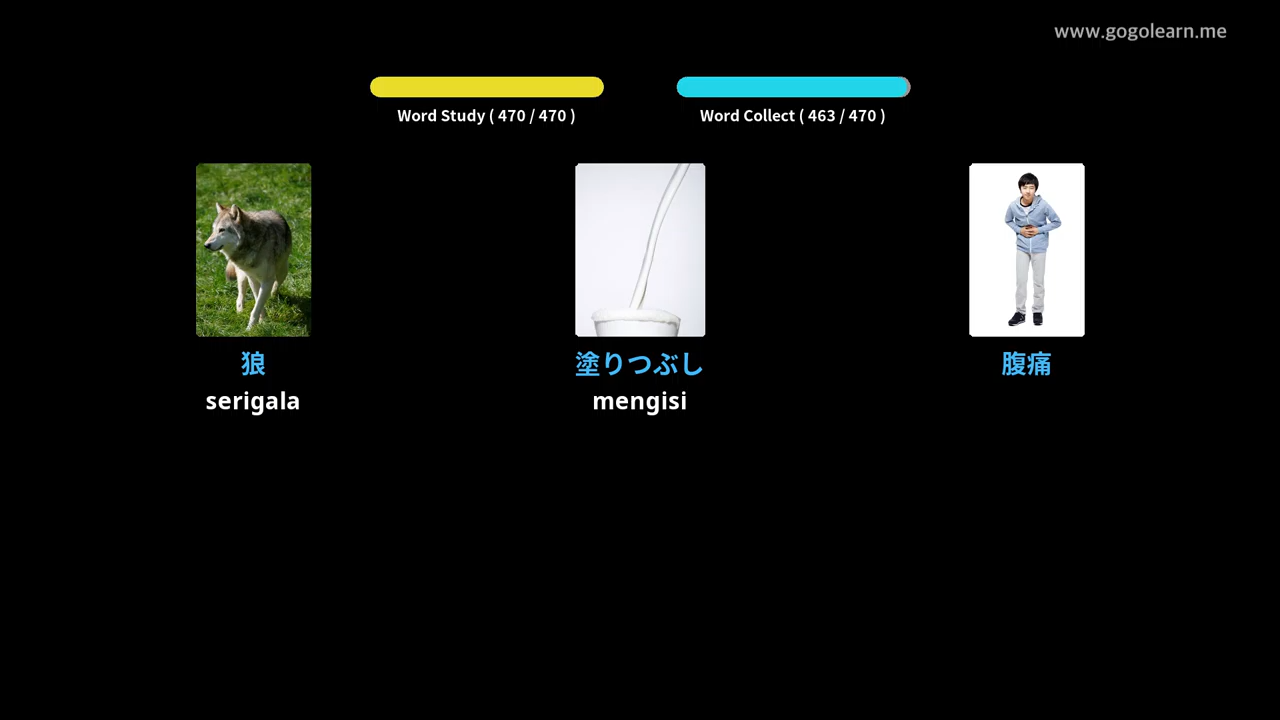 www.gogolearn.me
Word Study ( 470 / 470 )
Word Collect ( 463 / 470 )
狼
塗りつぶし
腹痛
serigala
mengisi